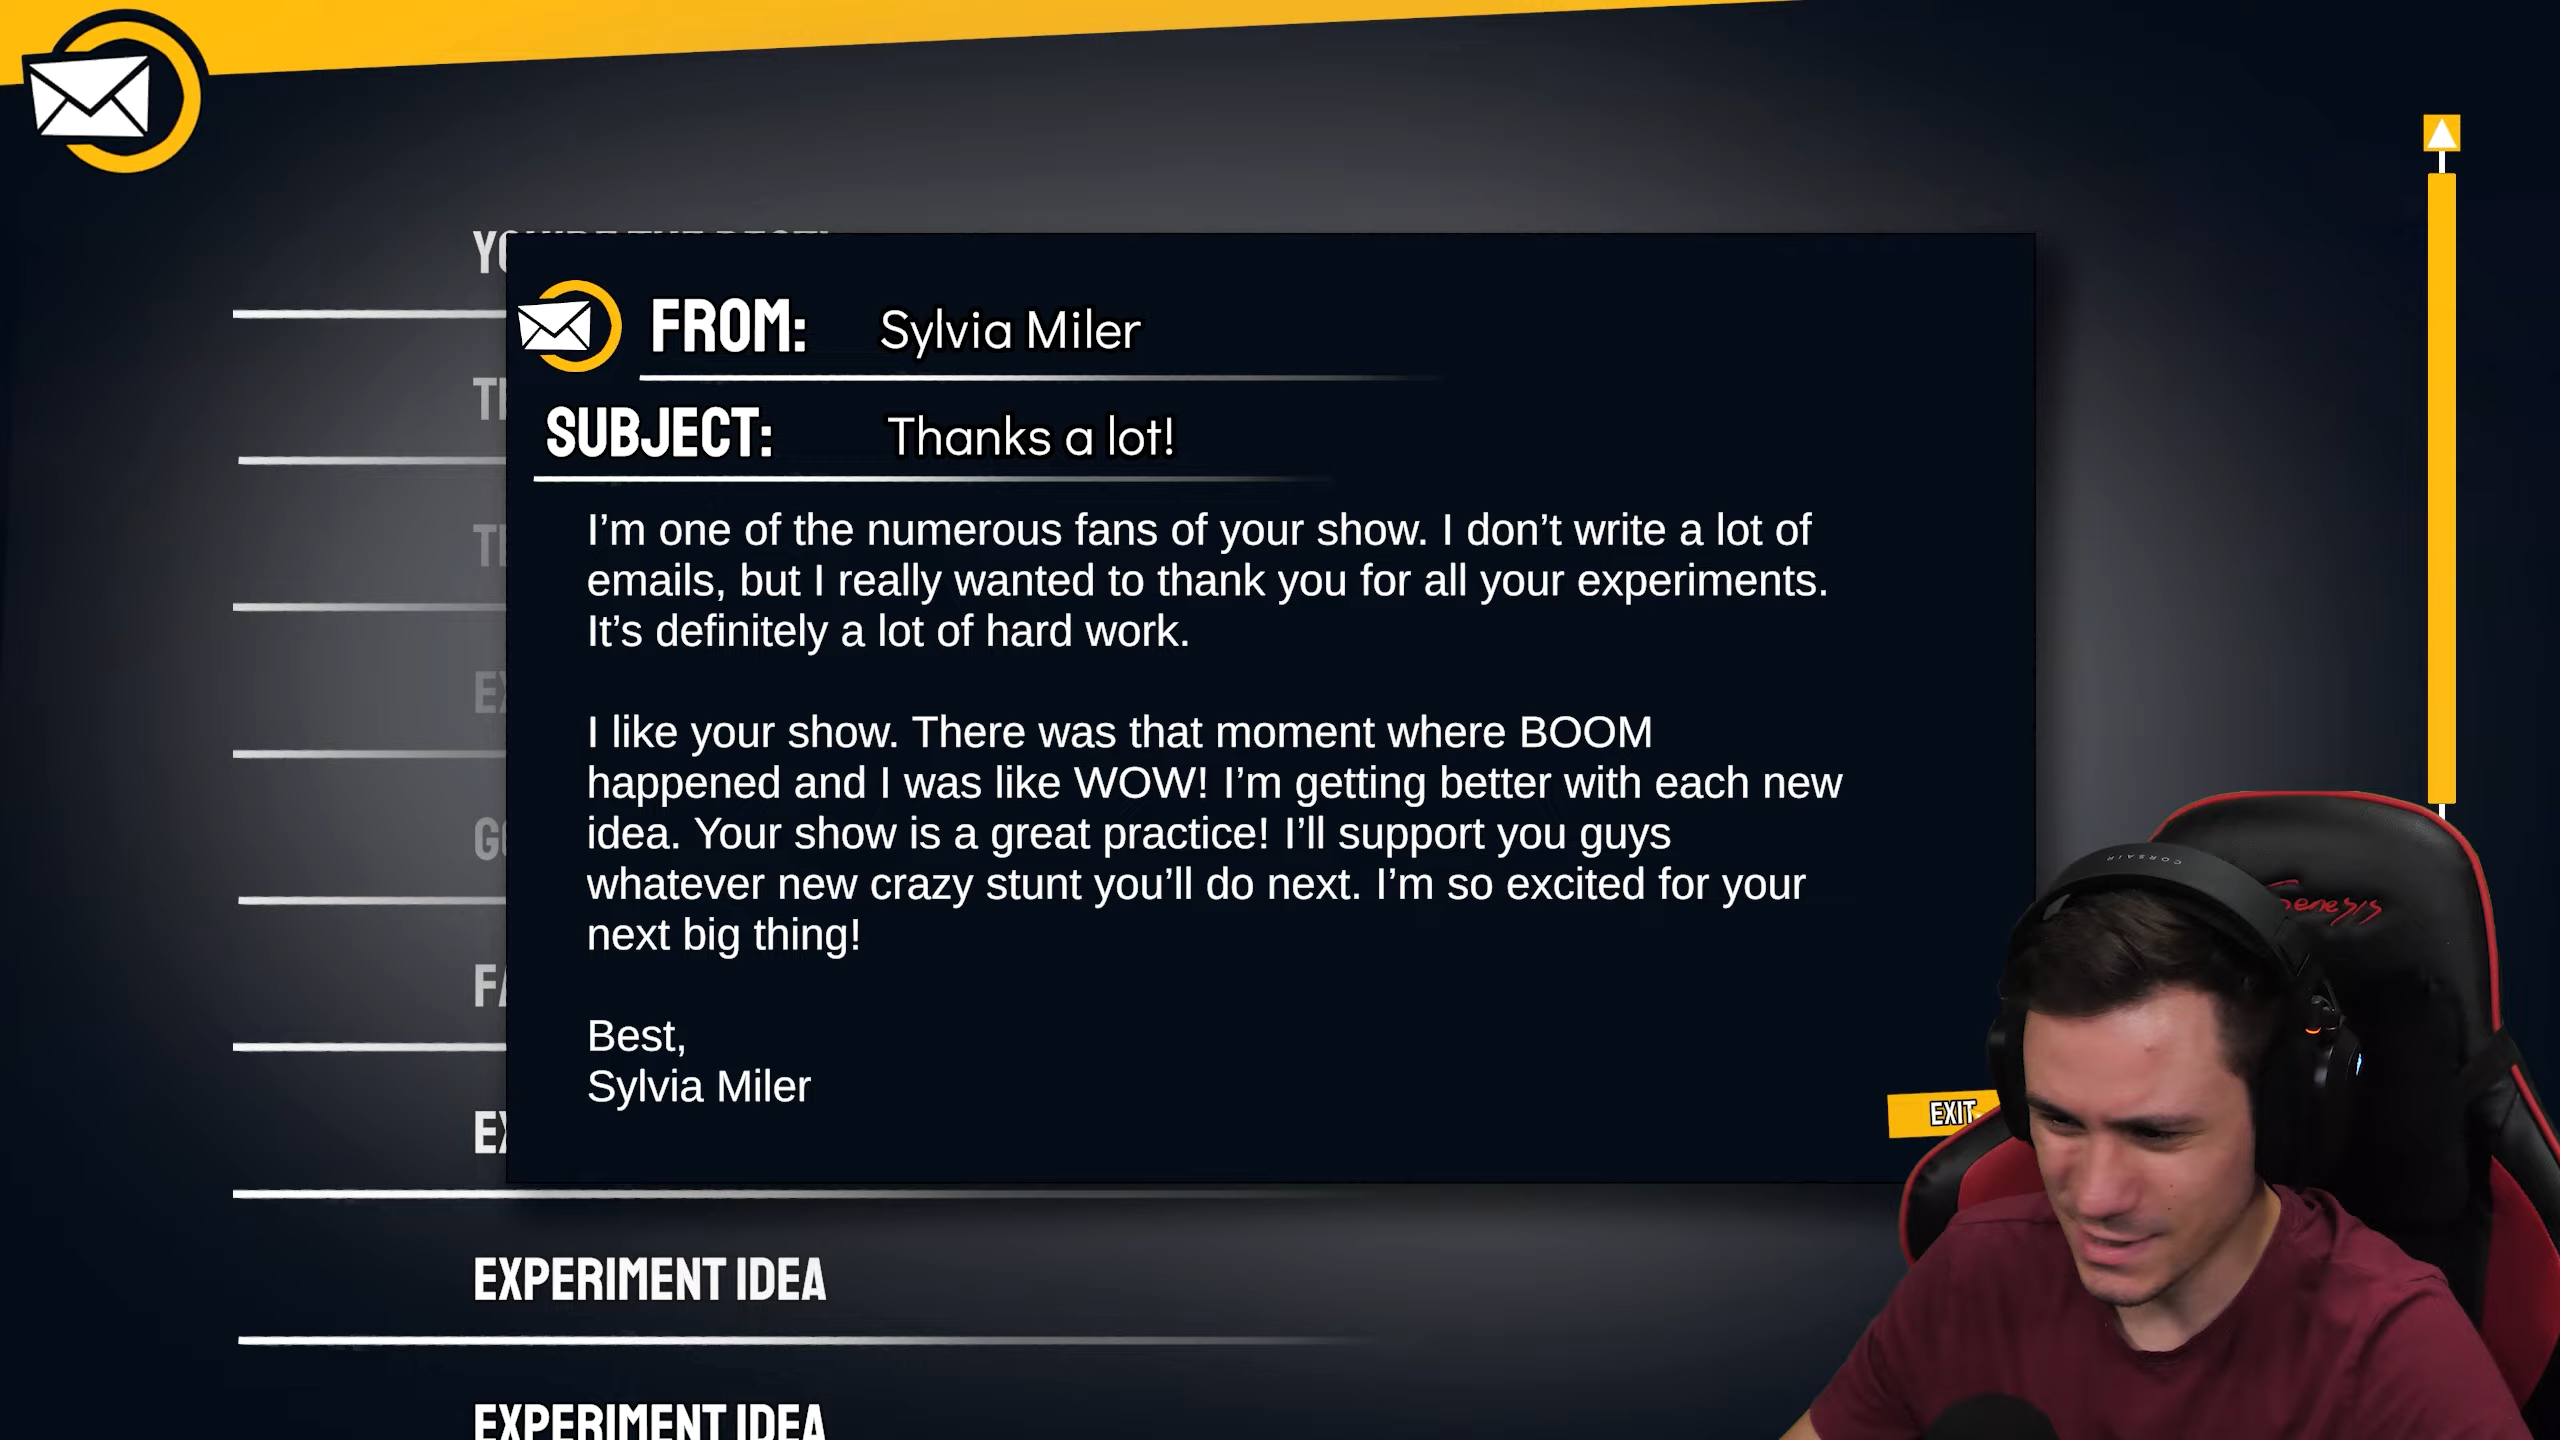 FROM: Sylvia Miler
SUBJECT: Thanks a lot!
I'm one of the numerous fans of your show. I don't write a lot of
emails, but I really wanted to thank you for all your experiments.
It's definitely a lot of hard work.
I like your show. There was that moment where BOOM
happened and I was like WOW! I'm getting better with each new
idea. Your show is a great practice! I'll support you guys
whatever new crazy stunt you'll do next. I'm so excited for your
next big thing!
Best,
Sylvia Miler
EXIT
EXPERIMENT IDEA
EXPERIMENT IDEA
CORSAIR
Genesis